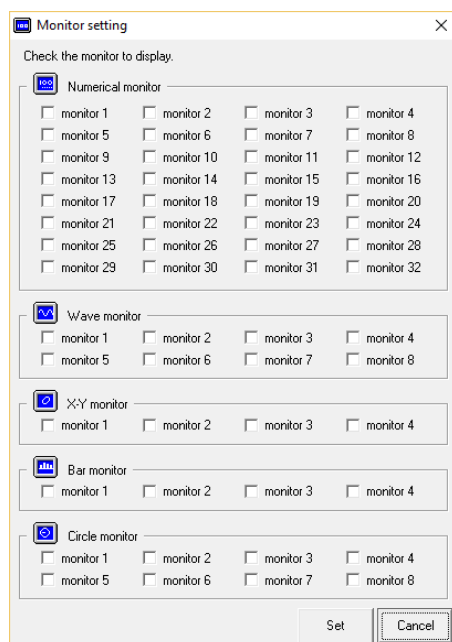 Monitor setting
Check the monitor to display.
Numerical monitor
monitor 1 monitor 2 monitor 3 monitor 4
monitor 5 monitor 6 monitor 7 monitor 8
monitor 9 monitor 10 monitor 11 monitor 12
monitor 13 monitor 14 monitor 15 monitor 16
monitor 17 monitor 18 monitor 19 monitor 20
monitor 21 monitor 22 monitor 23 monitor 24
monitor 25 monitor 26 monitor 27 monitor 28
monitor 29 monitor 30 monitor 31 monitor 32
Wave monitor
monitor 1 monitor 2 monitor 3 monitor 4
monitor 5 monitor 6 monitor 7 monitor 8
X-Y monitor
monitor 1 monitor 2 monitor 3 monitor 4
Bar monitor
monitor 1 monitor 2 monitor 3 monitor 4
Circle monitor
monitor 1 monitor 2 monitor 3 monitor 4
monitor 5 monitor 6 monitor 7 monitor 8
Set Cancel